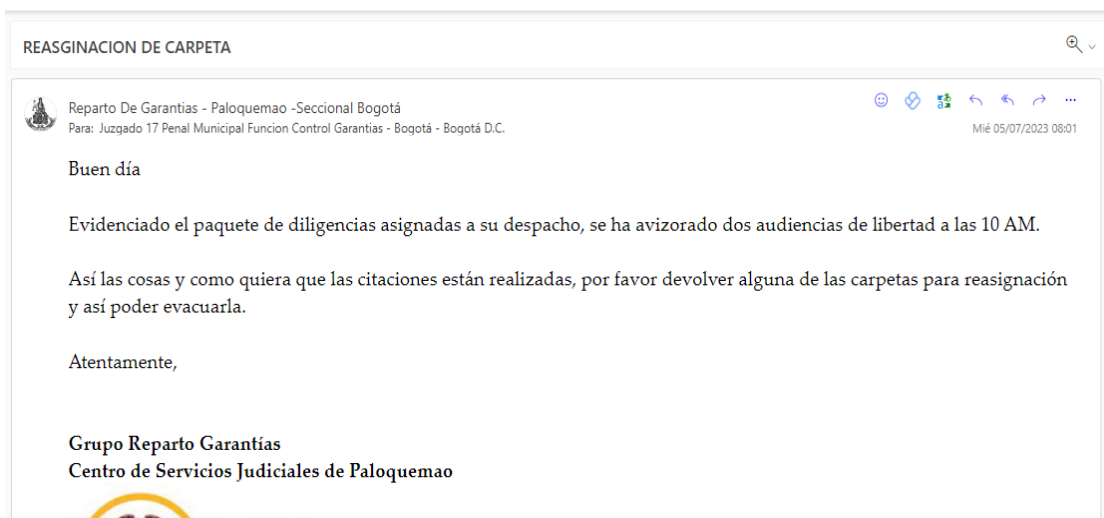 REASGINACION DE CARPETA
Reparto De Garantias - Paloquemao -Seccional Bogotá
Para: Juzgado 17 Penal Municipal Funcion Control Garantias - Bogotá - Bogotá D.C.
Mié 05/07/2023 08:01
Buen día
Evidenciado el paquete de diligencias asignadas a su despacho, se ha avizorado dos audiencias de libertad a las 10 AM.
Así las cosas y como quiera que las citaciones están realizadas, por favor devolver alguna de las carpetas para reasignación
y así poder evacuarla.
Atentamente,
Grupo Reparto Garantías
Centro de Servicios Judiciales de Paloquemao